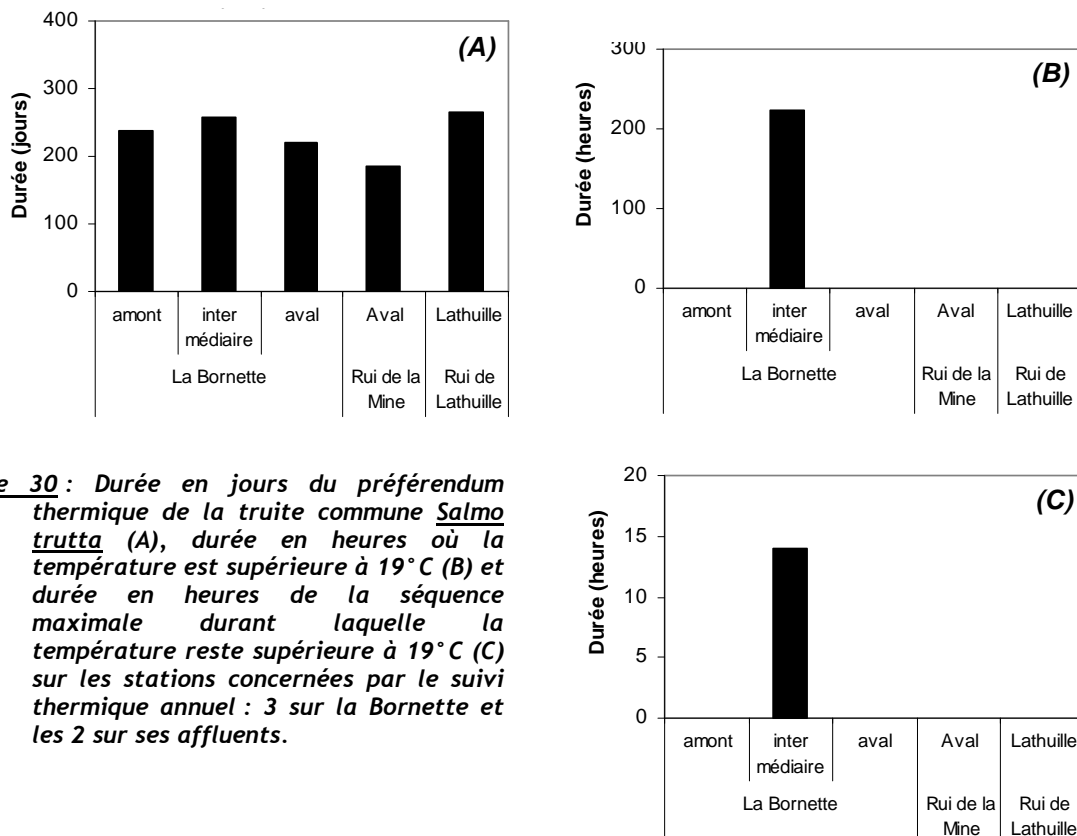 400
300
200
100
0
Durée (jours)
(A)
amont
inter
médiaire
aval
Aval
Lathuille
La Bornette
Rui de la
Mine
Rui de
Lathuille
300
200
100
0
Durée (heures)
(B)
amont
inter
médiaire
aval
Aval
Lathuille
La Bornette
Rui de la
Mine
Rui de
Lathuille
e 30 : Durée en jours du préférendum
thermique de la truite commune Salmo
trutta (A), durée en heures où la
température est supérieure à 19°C (B) et
durée en heures de la séquence
maximale durant laquelle la
température reste supérieure à 19°C (C)
sur les stations concernées par le suivi
thermique annuel : 3 sur la Bornette et
les 2 sur ses affluents.
20
15
10
5
0
Durée (heures)
(C)
amont
inter
médiaire
aval
Aval
Lathuille
La Bornette
Rui de la
Mine
Rui de
Lathuille